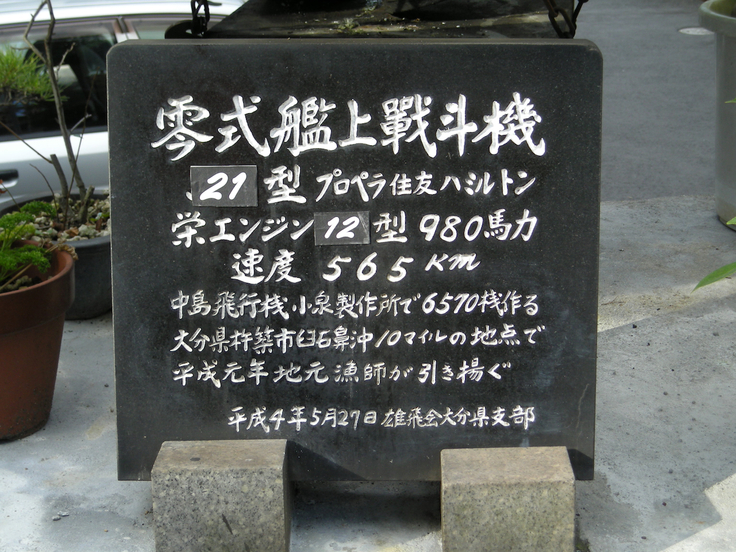 零式艦上戰斗機
21型 プロペラ住友ハミルトン
栄エンジン12型 980馬力
速度 565KM
中島飛行桟小泉製作所で6570桟作る
大分県杵築市臼石鼻沖10マイルの地点で
平成元年地元漁師が引き揚ぐ
平成4年5月27日 雄飛会大分県支部